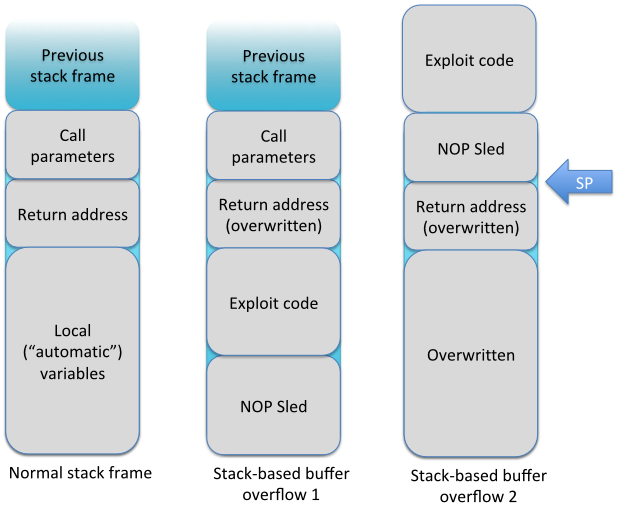 Previous
stack frame
Call
parameters
Return address
Local
(“automatic”)
variables
Normal stack frame
Previous
stack frame
Call
parameters
Return address
(overwritten)
Exploit code
NOP Sled
Stack-based buffer
overflow 1
Exploit code
NOP Sled
SP
Return address
(overwritten)
Overwritten
Stack-based buffer
overflow 2